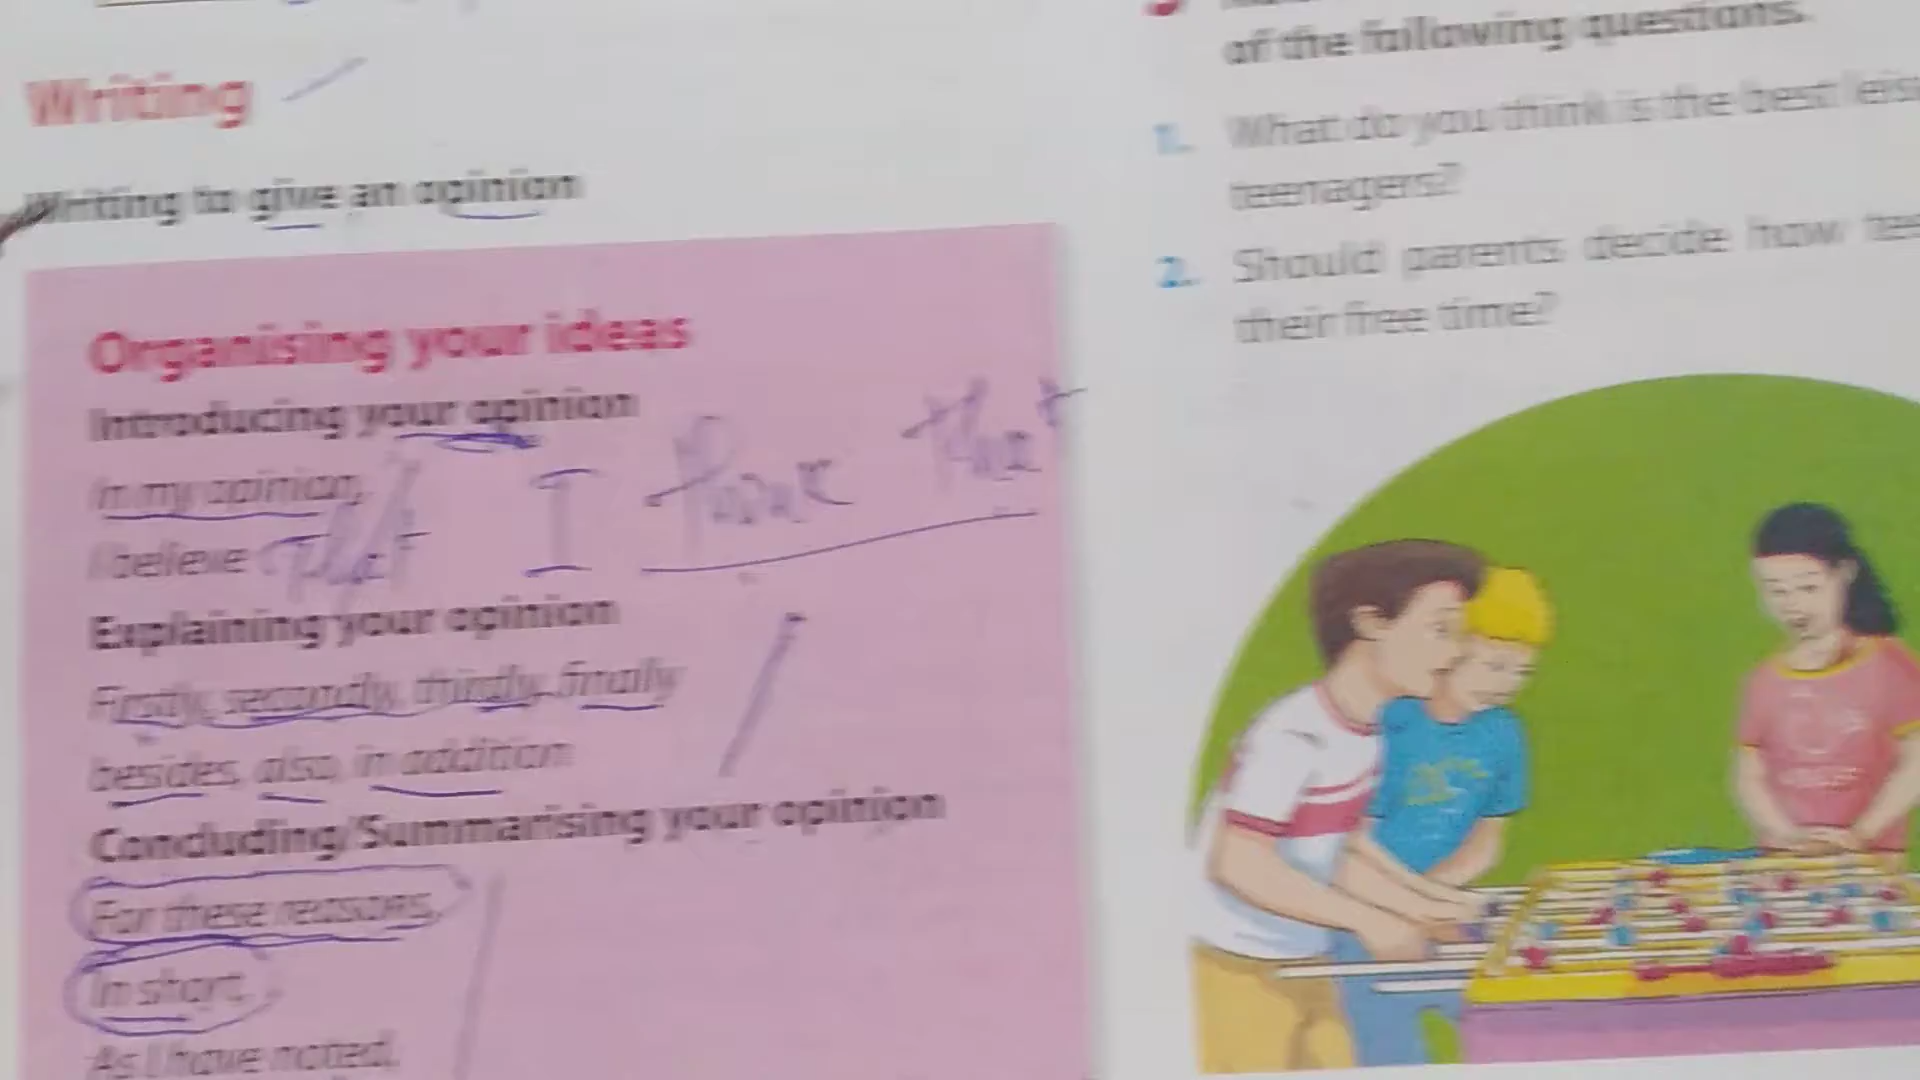 Writing
Writing to give an opinion
Organising your ideas
Introducing your opinion
In my opinion,
I believe that
I think that
Explaining your opinion
Firstly, secondly, thirdly, finally
besides, also, in addition
Concluding/Summarising your opinion
For these reasons,
In short,
As I have noted,
of the following questions.
1. What do you think is the best
teenagers?
2. Should parents decide how
their free time?